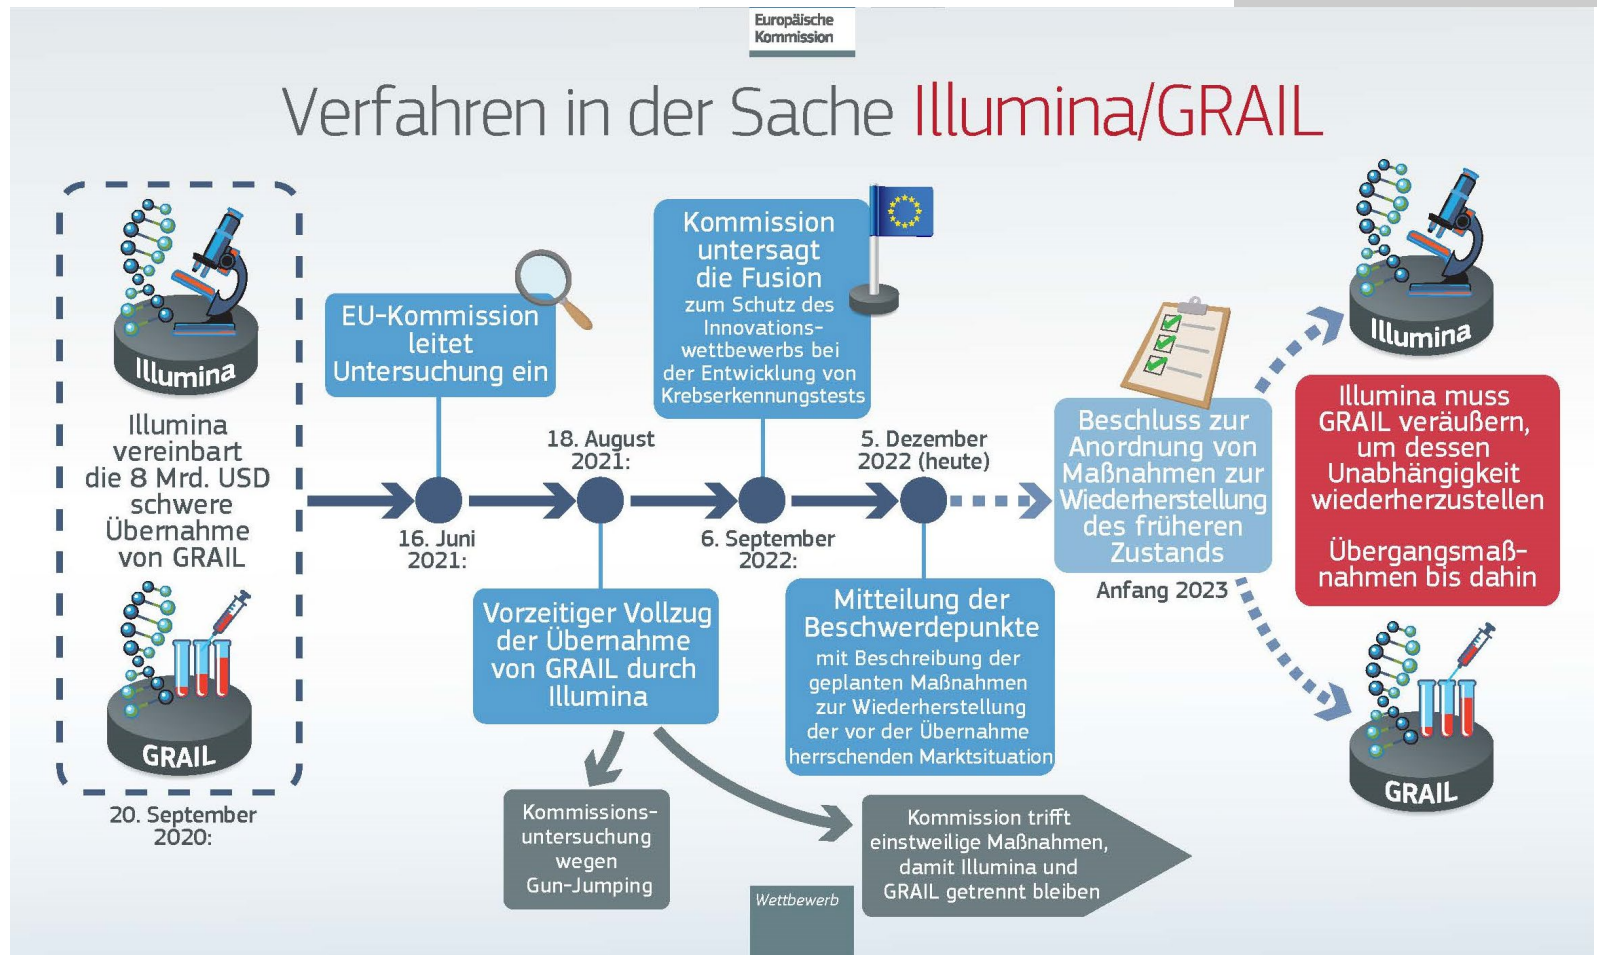 Europäische
Kommission
Verfahren in der Sache Illumina/GRAIL
Illumina
Illumina
vereinbart
die 8 Mrd. USD
schwere
Übernahme
von GRAIL
GRAIL
20. September
2020:
EU-Kommission
leitet
Untersuchung ein
16. Juni
2021:
18. August
2021:
Vorzeitiger Vollzug
der Übernahme
von GRAIL durch
Illumina
Kommissions-
untersuchung
wegen
Gun-Jumping
Kommission trifft
einstweilige Maßnahmen,
damit Illumina und
GRAIL getrennt bleiben
Kommission
untersagt
die Fusion
zum Schutz des
Innovations-
wettbewerbs bei
der Entwicklung von
Krebserkennungstests
6. September
2022:
5. Dezember
2022 (heute)
Mitteilung der
Beschwerdepunkte
mit Beschreibung der
geplanten Maßnahmen
zur Wiederherstellung
der vor der Übernahme
herrschenden Marktsituation
Beschluss zur
Anordnung von
Maßnahmen zur
Wiederherstellung
des früheren
Zustands
Anfang 2023
Illumina
Illumina muss
GRAIL veräußern,
um dessen
Unabhängigkeit
wiederherzustellen
Übergangsmaß-
nahmen bis dahin
GRAIL
Wettbewerb